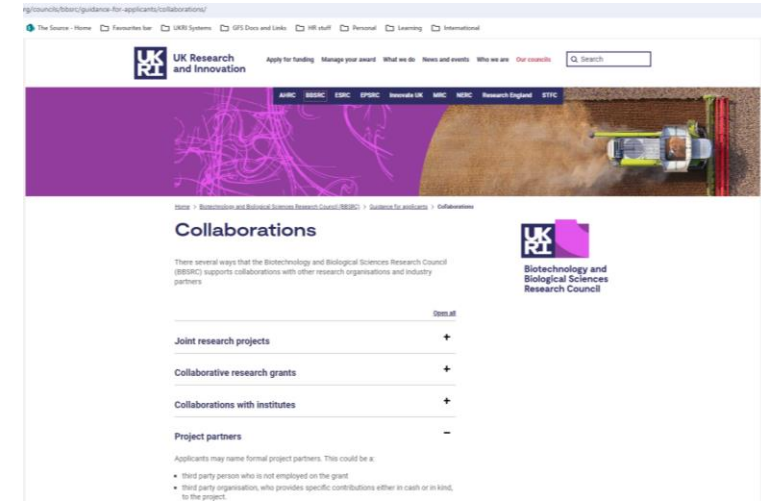 rg/councils/bbsrc/guidance-for-applicants/collaborations/
The Source - Home Favourites bar UKRI Systems GFS Docs and Links HR stuff Personal Learning International
UK Research and Innovation
Apply for funding Manage your award What we do News and events Who we are Our councils Search
AHRC BBSRC ESRC EPSRC Innovate UK MRC NERC Research England STFC
Home > Biotechnology and Biological Sciences Research Council (BBSRC) > Guidance for applicants > Collaborations
Collaborations
UK
RI
There several ways that the Biotechnology and Biological Sciences Research Council
(BBSRC) supports collaborations with other research organisations and industry
partners
Biotechnology and
Biological Sciences
Research Council
Open all
Joint research projects +
Collaborative research grants +
Collaborations with institutes +
Project partners −
Applicants may name formal project partners. This could be a:
• third party person who is not employed on the grant
• third party organisation, who provides specific contributions either in cash or in kind,
to the project.